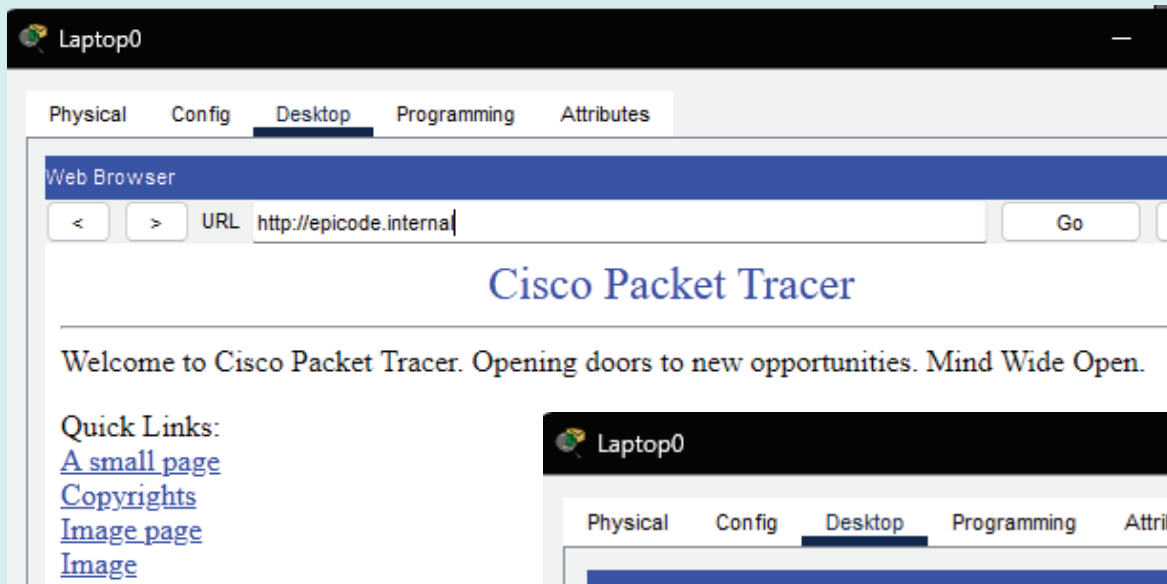 Laptop0
Physical Config Desktop Programming Attributes
Web Browser
< > URL http://epicode.internal Go
Cisco Packet Tracer
Welcome to Cisco Packet Tracer. Opening doors to new opportunities. Mind Wide Open.
Quick Links:
A small page
Copyrights
Image page
Image
Laptop0
Physical Config Desktop Programming